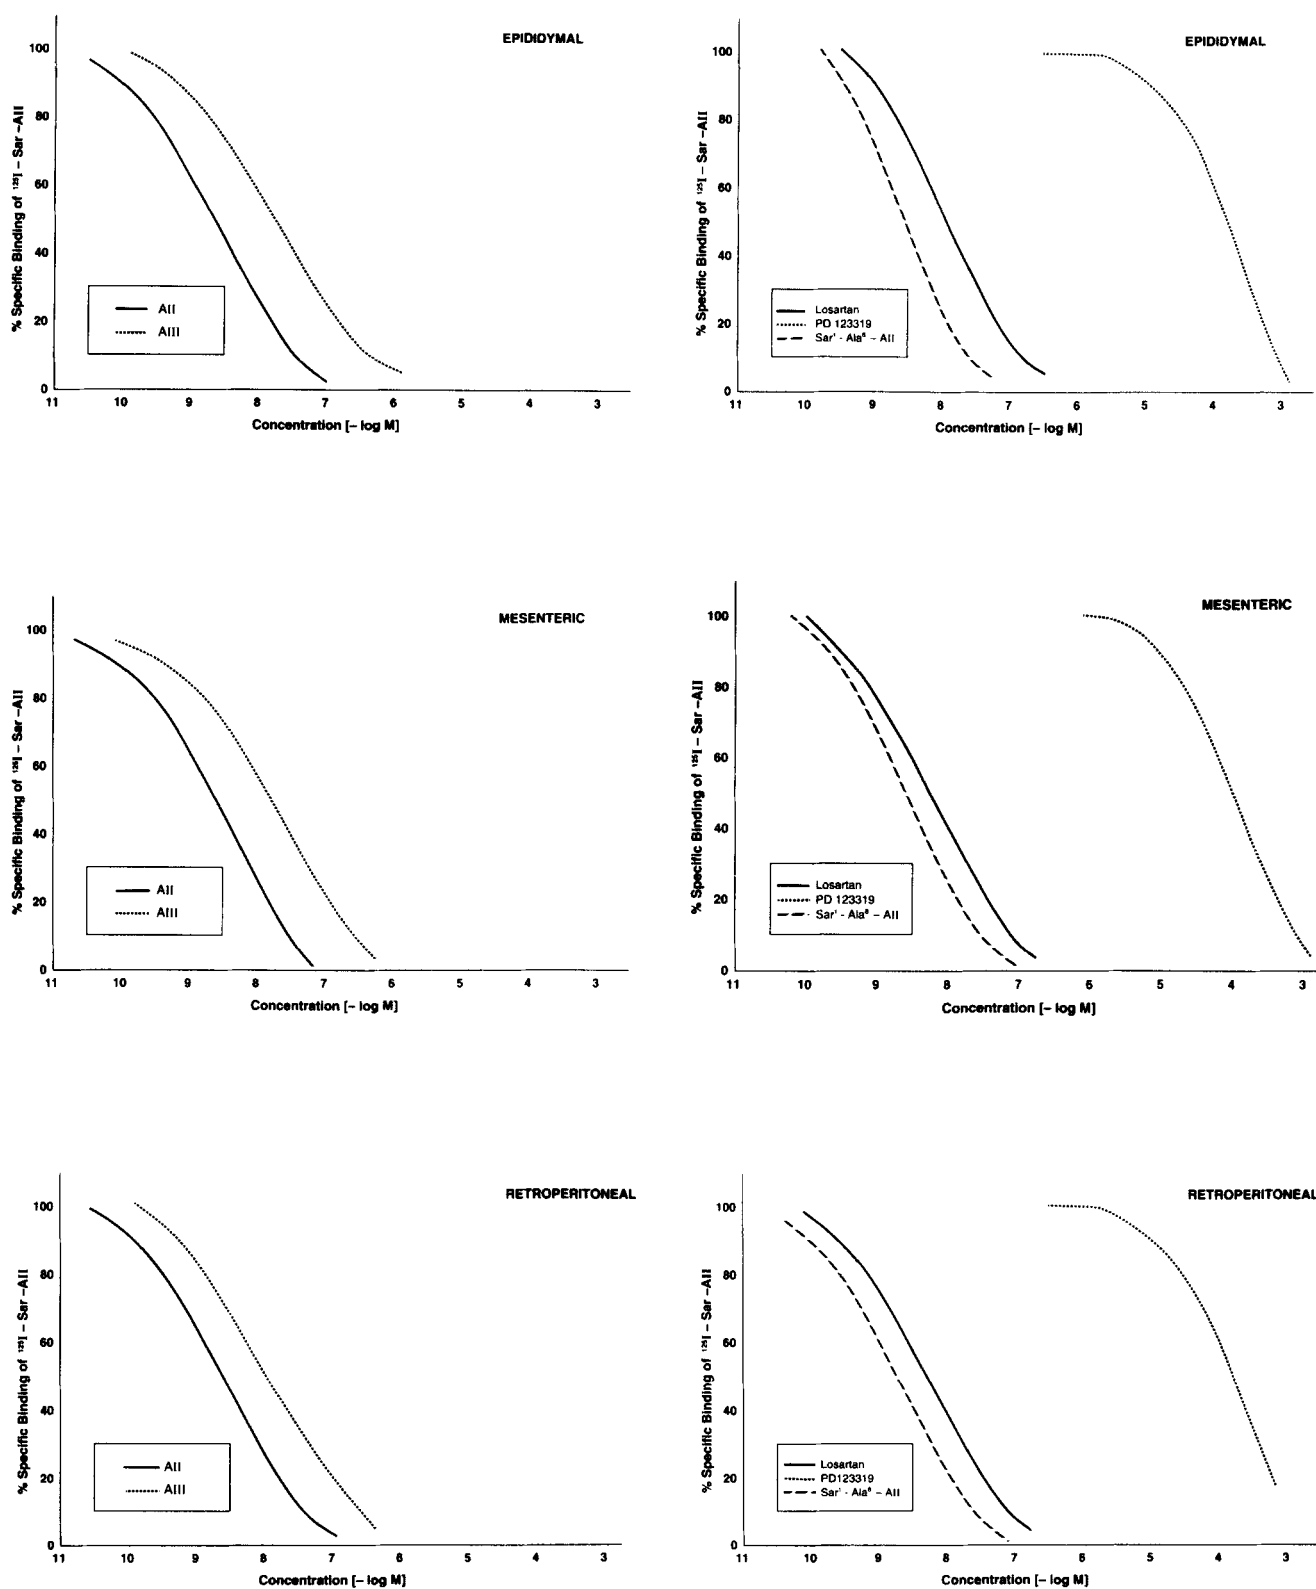 EPIDIDYMAL
% Specific Binding of ¹²⁵I – Sar –AII
100
80
60
40
20
0
AII
AIII
11 10 9 8 7 6 5 4 3
Concentration [– log M]
EPIDIDYMAL
% Specific Binding of ¹²⁵I – Sar –AII
100
80
60
40
20
0
Losartan
PD 123319
Sar¹ - Ala⁸ – AII
11 10 9 8 7 6 5 4 3
Concentration [– log M]
MESENTERIC
% Specific Binding of ¹²⁵I – Sar –AII
100
80
60
40
20
0
AII
AIII
11 10 9 8 7 6 5 4 3
Concentration [– log M]
MESENTERIC
% Specific Binding of ¹²⁵I – Sar –AII
100
80
60
40
20
0
Losartan
PD 123319
Sar¹ - Ala⁸ – AII
11 10 9 8 7 6 5 4 3
Concentration [– log M]
RETROPERITONEAL
% Specific Binding of ¹²⁵I – Sar –AII
100
80
60
40
20
0
AII
AIII
11 10 9 8 7 6 5 4 3
Concentration [– log M]
RETROPERITONEAL
% Specific Binding of ¹²⁵I – Sar –AII
100
80
60
40
20
0
Losartan
PD123319
Sar¹ - Ala⁸ – AII
11 10 9 8 7 6 5 4 3
Concentration [– log M]